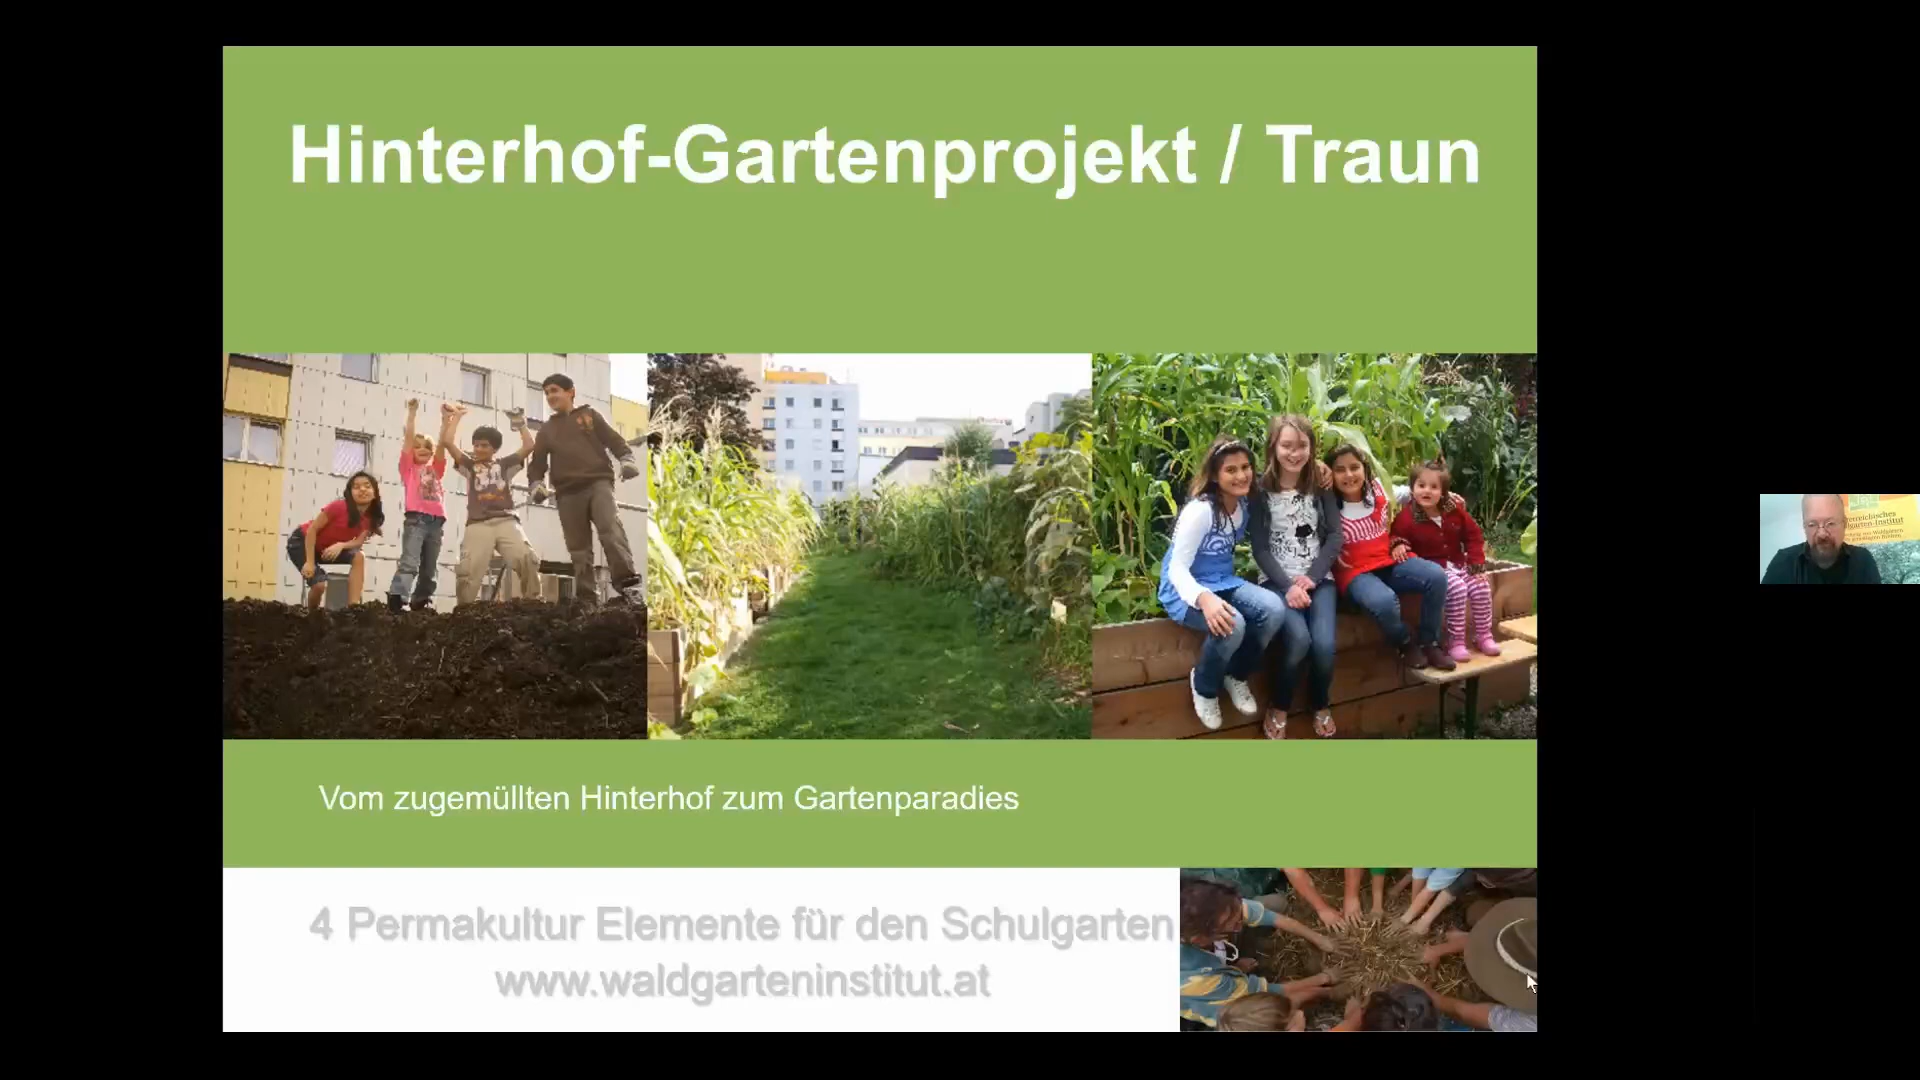 Hinterhof-Gartenprojekt / Traun
Vom zugemüllten Hinterhof zum Gartenparadies
4 Permakultur Elemente für den Schulgarten
www.waldgarteninstitut.at